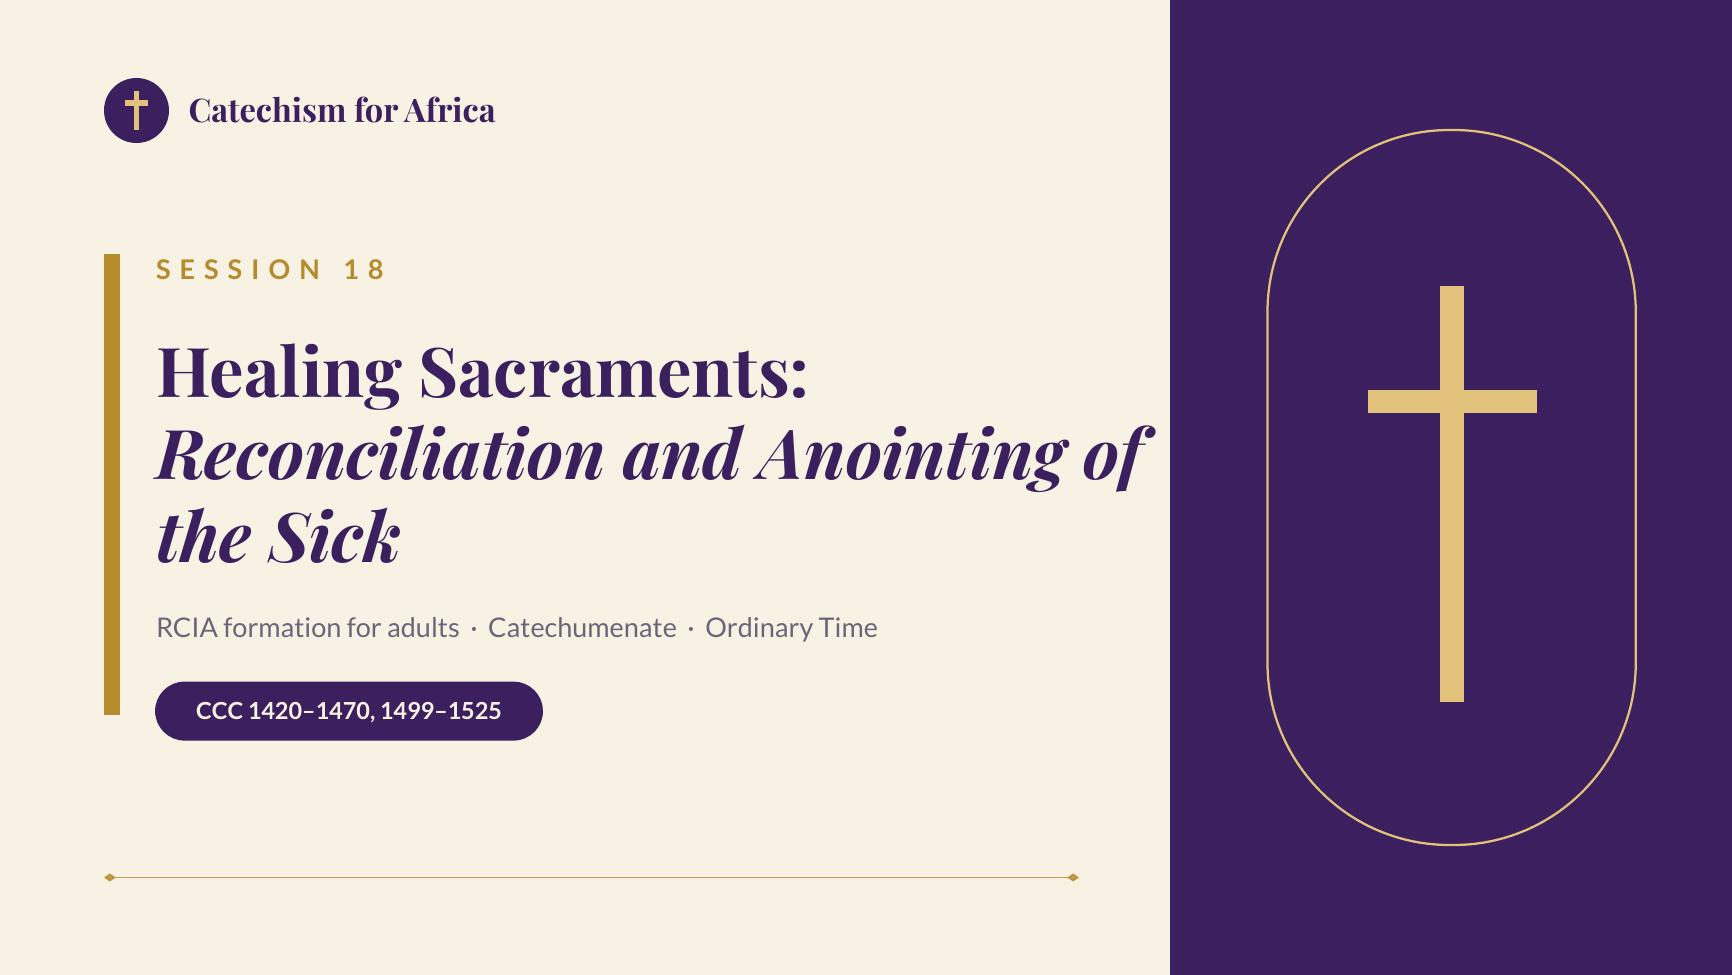 Catechism for Africa
SESSION 18
Healing Sacraments:
Reconciliation and Anointing of
the Sick
RCIA formation for adults · Catechumenate · Ordinary Time
CCC 1420–1470, 1499–1525